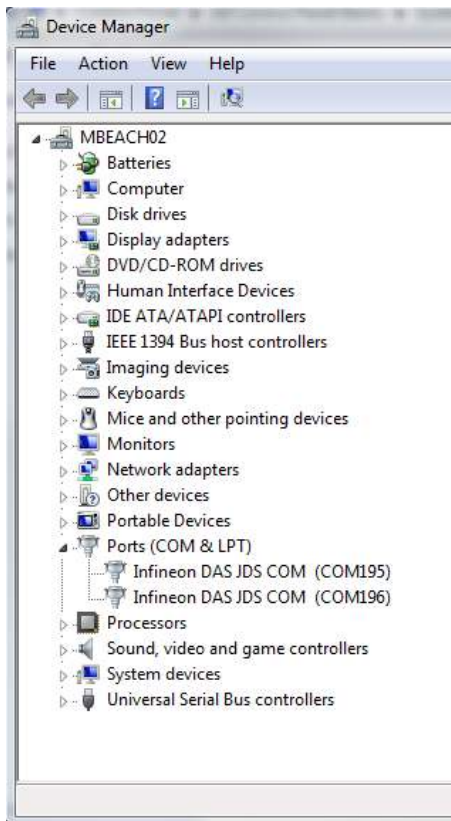 Device Manager
File Action View Help
MBEACH02
Batteries
Computer
Disk drives
Display adapters
DVD/CD-ROM drives
Human Interface Devices
IDE ATA/ATAPI controllers
IEEE 1394 Bus host controllers
Imaging devices
Keyboards
Mice and other pointing devices
Monitors
Network adapters
Other devices
Portable Devices
Ports (COM & LPT)
Infineon DAS JDS COM (COM195)
Infineon DAS JDS COM (COM196)
Processors
Sound, video and game controllers
System devices
Universal Serial Bus controllers